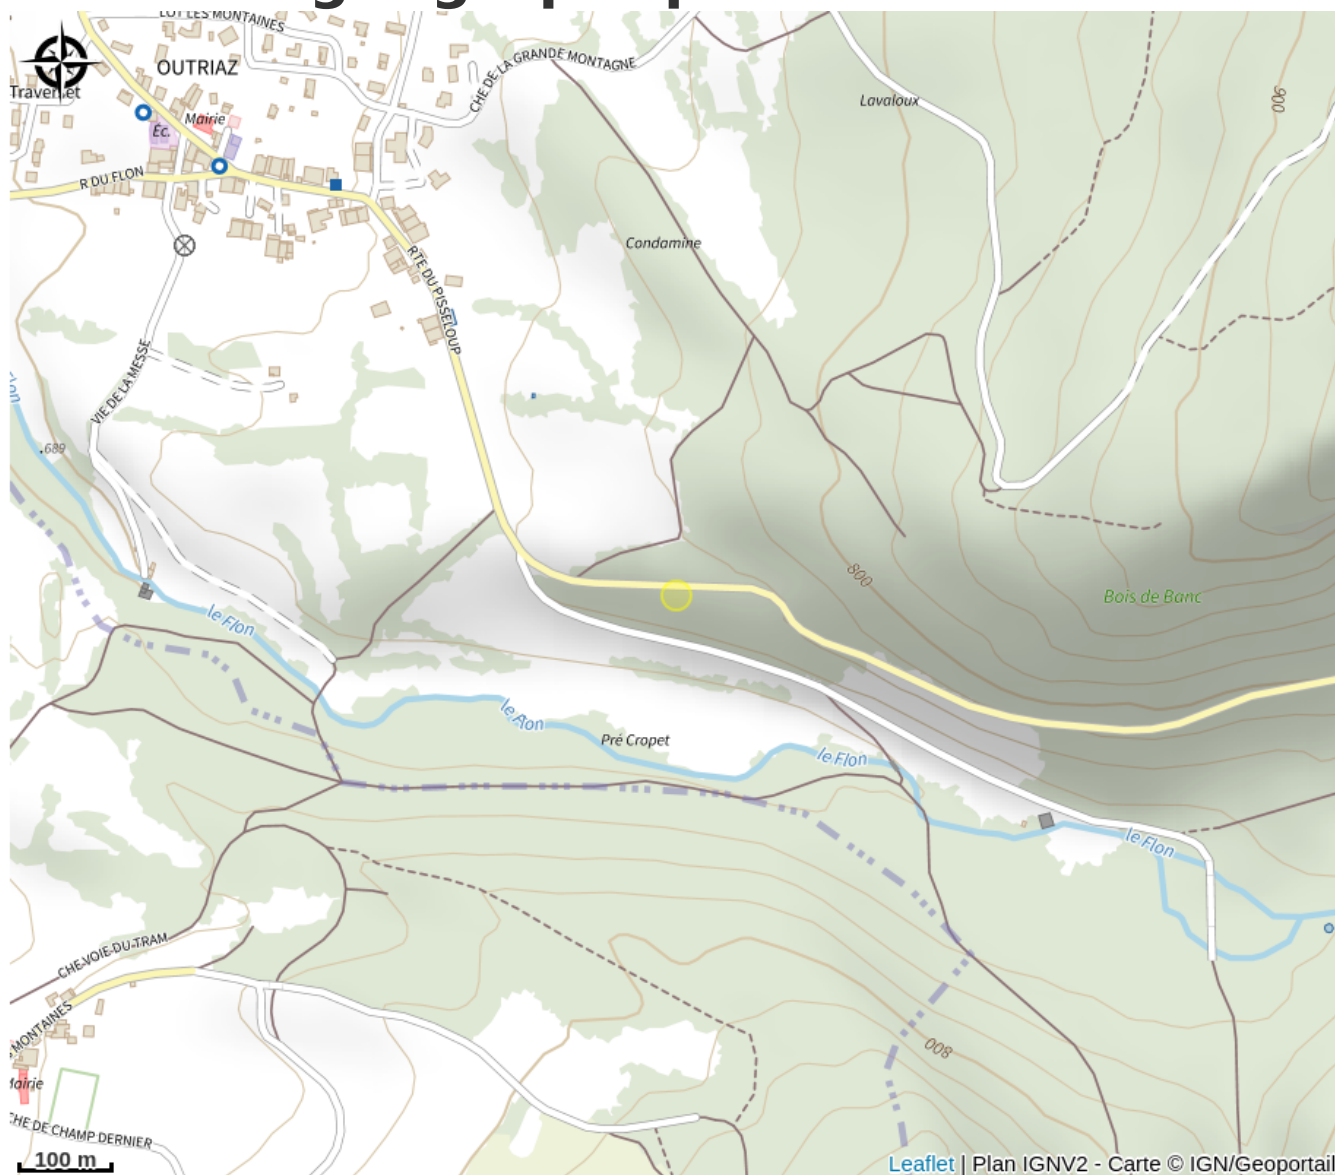 LOT LES MONTAINES
OUTRIAZ
CHE DE LA GRANDE MONTAGNE
Lavaloux
900
Mairie
Éc.
R DU FLON
Condamine
RTE DU PISSELOUP
VIE DE LA MESSE
689
800
Bois de Banc
le Flon
le Flon
Pré Cropet
le Flon
le Flon
CHE VOIE DU TRAM
MONTAINES
800
Mairie
CHE DE CHAMP DERNIER
100 m
Leaflet | Plan IGNV2 - Carte © IGN/Geoportail